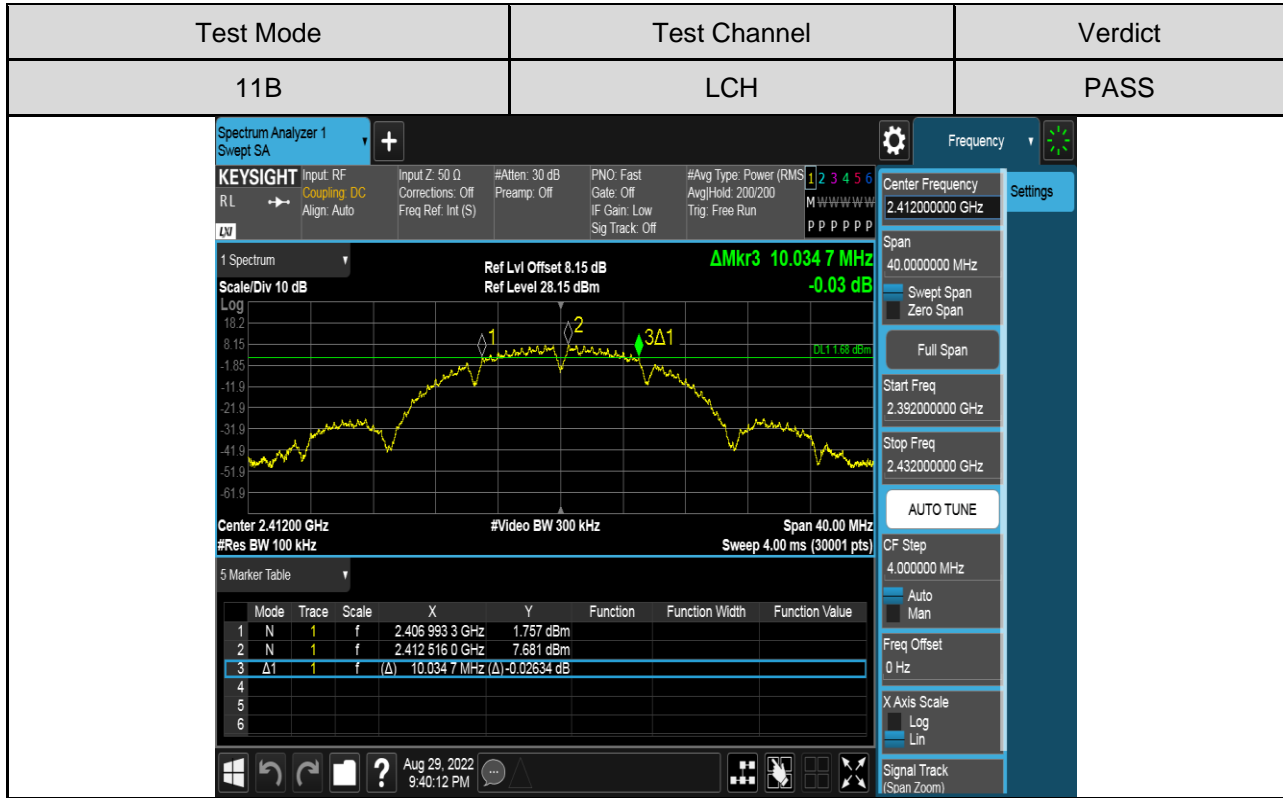 Test Mode Test Channel Verdict
11B LCH PASS
Spectrum Analyzer 1
Swept SA
+
Frequency
KEYSIGHT Input: RF Input Z: 50 Ω #Atten: 30 dB PNO: Fast #Avg Type: Power (RMS 1 2 3 4 5 6
RL Coupling: DC Corrections: Off Preamp: Off Gate: Off Avg|Hold: 200/200 M W W W W W
Align: Auto Freq Ref: Int (S) IF Gain: Low Trig: Free Run P P P P P P
LXI Sig Track: Off
1 Spectrum
Ref Lvl Offset 8.15 dB ΔMkr3 10.034 7 MHz
Scale/Div 10 dB Ref Level 28.15 dBm -0.03 dB
Log
18.2
8.15
-1.85
-11.9
-21.9
-31.9
-41.9
-51.9
-61.9
1
2
3Δ1
DL1 1.68 dBm
Center 2.41200 GHz #Video BW 300 kHz Span 40.00 MHz
#Res BW 100 kHz Sweep 4.00 ms (30001 pts)
5 Marker Table
Mode Trace Scale X Y Function Function Width Function Value
1 N 1 f 2.406 993 3 GHz 1.757 dBm
2 N 1 f 2.412 516 0 GHz 7.681 dBm
3 Δ1 1 f (Δ) 10.034 7 MHz (Δ) -0.02634 dB
4
5
6
?
Aug 29, 2022
9:40:12 PM
Center Frequency
2.412000000 GHz
Settings
Span
40.0000000 MHz
Swept Span
Zero Span
Full Span
Start Freq
2.392000000 GHz
Stop Freq
2.432000000 GHz
AUTO TUNE
CF Step
4.000000 MHz
Auto
Man
Freq Offset
0 Hz
X Axis Scale
Log
Lin
Signal Track
(Span Zoom)